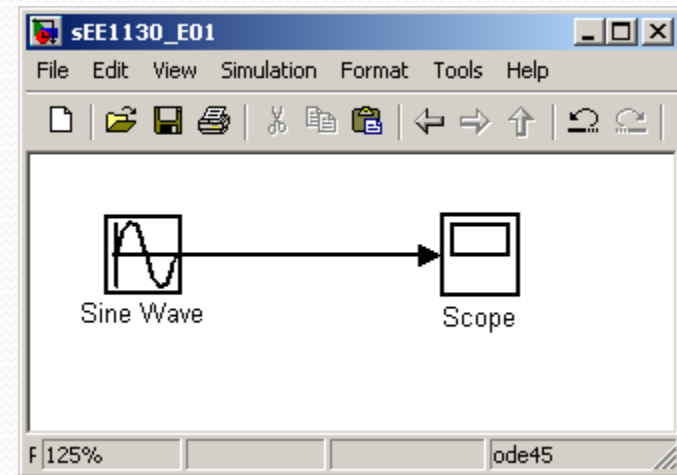 sEE1130_E01
File Edit View Simulation Format Tools Help
Sine Wave
Scope
F 125% ode45